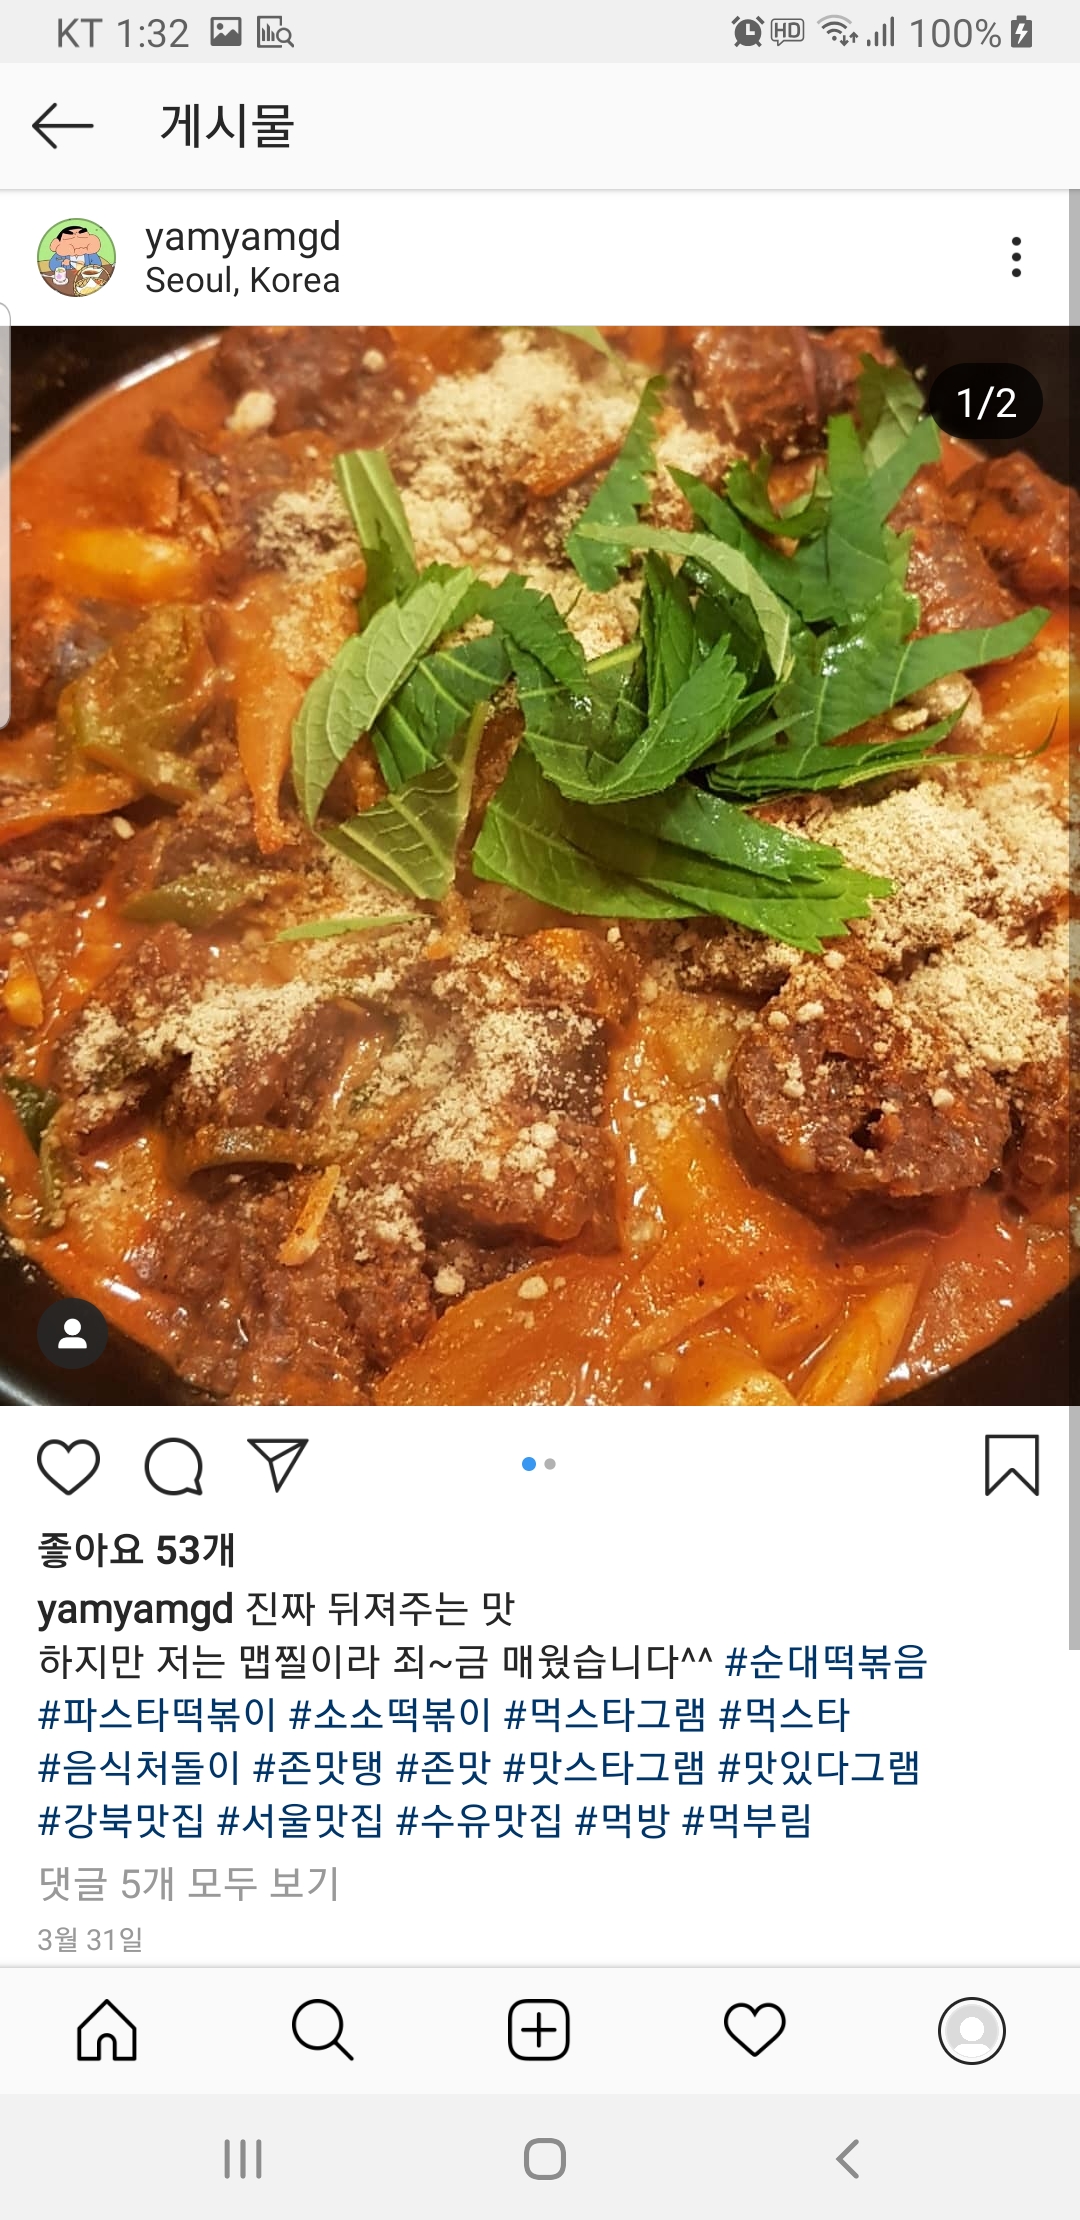 KT 1:32 HD 100%
게시물
yamyamgd
Seoul, Korea
1/2
좋아요 53개
yamyamgd 진짜 뒤져주는 맛
하지만 저는 맵찔이라 죄~금 매웠습니다^^ #순대떡볶음
#파스타떡볶이 #소소떡볶이 #먹스타그램 #먹스타
#음식처돌이 #존맛탱 #존맛 #맛스타그램 #맛있다그램
#강북맛집 #서울맛집 #수유맛집 #먹방 #먹부림
댓글 5개 모두 보기
3월 31일